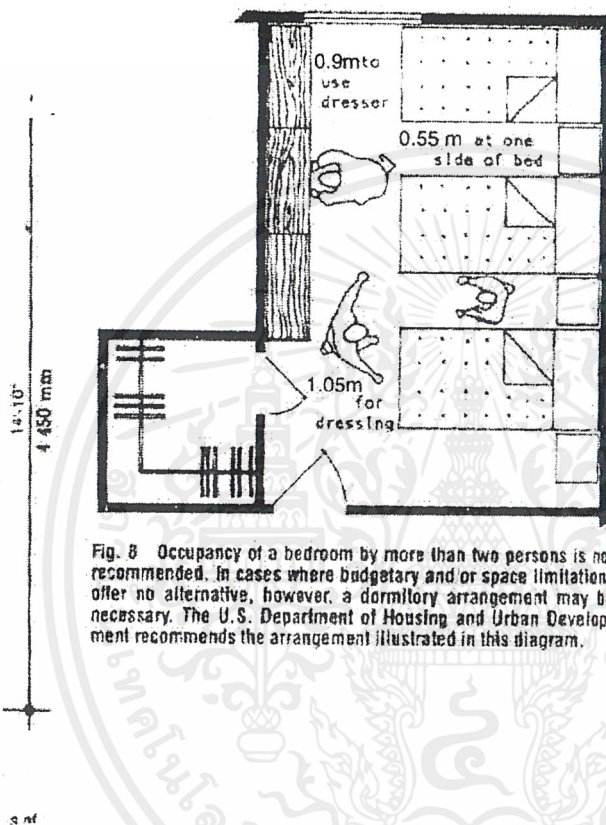 0.9m to
use
dresser
0.55 m at one
side of bed
1.05m
for
dressing
4 450 mm
Fig. 8 Occupancy of a bedroom by more than two persons is no
recommended. In cases where budgetary and or space limitation
offer no alternative, however, a dormitory arrangement may b
necessary. The U.S. Department of Housing and Urban Develop
ment recommends the arrangement illustrated in this diagram.